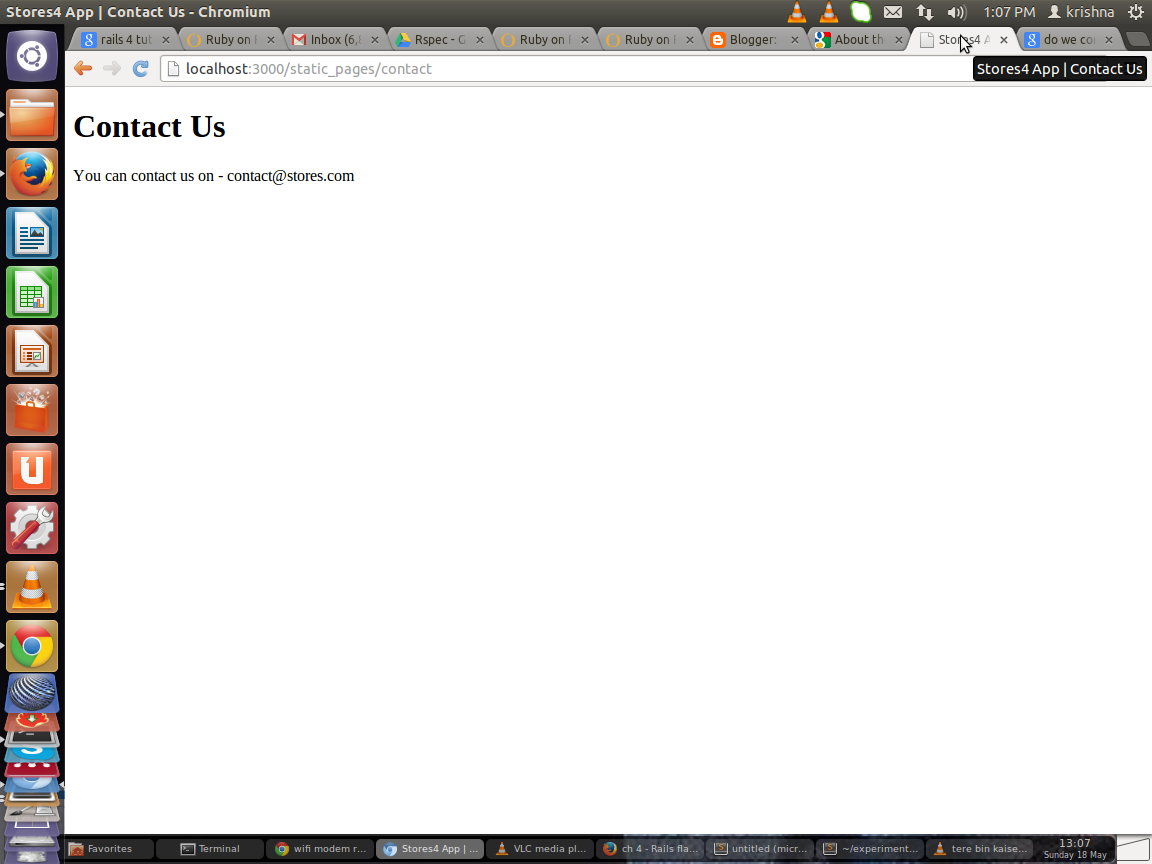 Stores4 App | Contact Us - Chromium
1:07 PM krishna
rails 4 tut
Ruby on
Inbox (6,
Rspec - G
Ruby on
Ruby on
Blogger:
About th
Stores4 A
do we co
localhost:3000/static_pages/contact
Stores4 App | Contact Us
Contact Us
You can contact us on - contact@stores.com
Favorites
Terminal
wifi modem r...
Stores4 App | ...
VLC media pl...
ch 4 - Rails fla...
untitled (micr...
~/experiment...
tere bin kaise...
13:07
Sunday 18 May